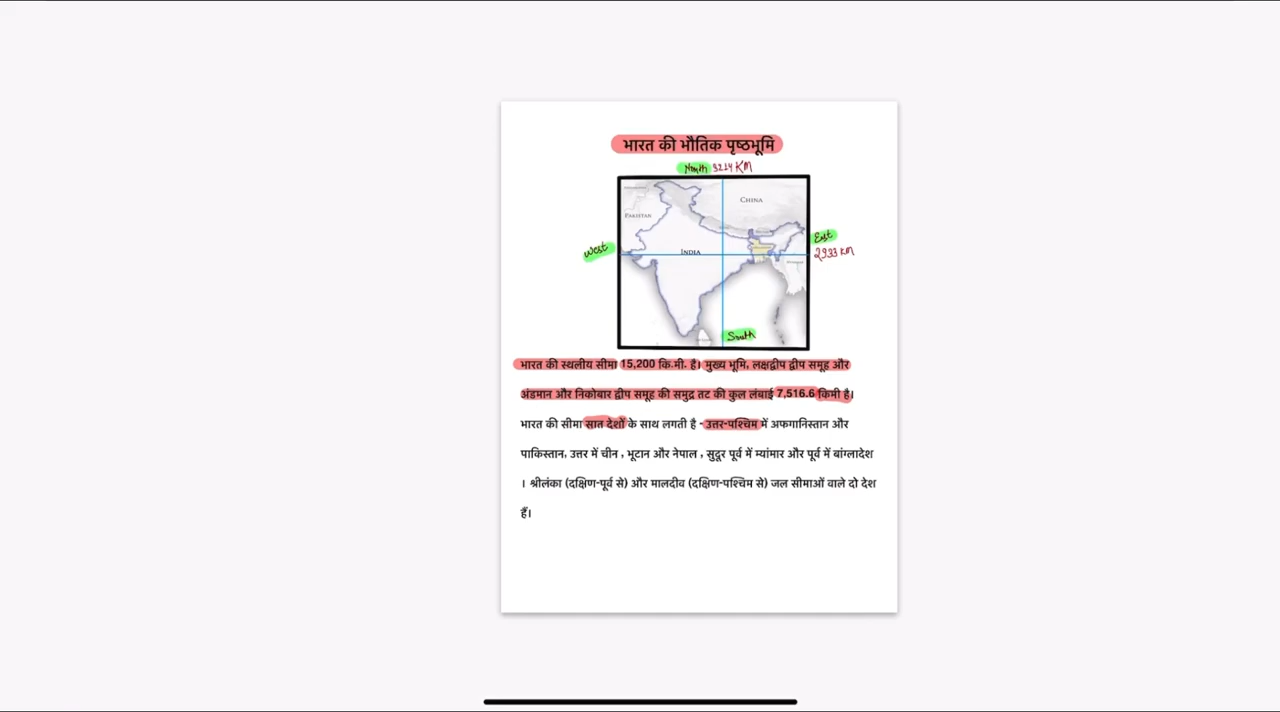 भारत की भौतिक पृष्ठभूमि
North 3214 KM
CHINA
PAKISTAN
East
West
INDIA
2933 KM
South
भारत की स्थलीय सीमा 15,200 कि.मी. है। मुख्य भूमि, लक्षद्वीप द्वीप समूह और
अंडमान और निकोबार द्वीप समूह की समुद्र तट की कुल लंबाई 7,516.6 किमी है।
भारत की सीमा सात देशों के साथ लगती है - उत्तर-पश्चिम में अफगानिस्तान और
पाकिस्तान, उत्तर में चीन , भूटान और नेपाल , सुदूर पूर्व में म्यांमार और पूर्व में बांग्लादेश
। श्रीलंका (दक्षिण-पूर्व से) और मालदीव (दक्षिण-पश्चिम से) जल सीमाओं वाले दो देश
हैं।